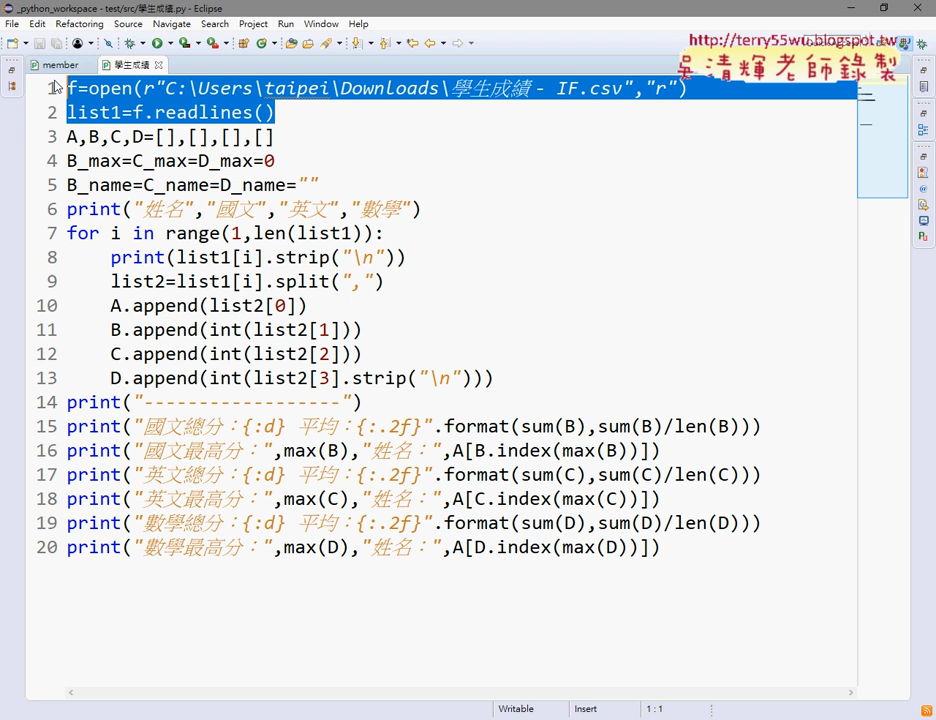 _python_workspace - test/src/學生成績.py - Eclipse
File Edit Refactoring Source Navigate Search Project Run Window Help
http://terry55wu.blogspot.tw
吳清輝老師錄製
member 學生成績
1 f=open(r"C:\Users\taipei\Downloads\學生成績 - IF.csv","r")
2 list1=f.readlines()
3 A,B,C,D=[],[],[],[]
4 B_max=C_max=D_max=0
5 B_name=C_name=D_name=""
6 print("姓名","國文","英文","數學")
7 for i in range(1,len(list1)):
8 print(list1[i].strip("\n"))
9 list2=list1[i].split(",")
10 A.append(list2[0])
11 B.append(int(list2[1]))
12 C.append(int(list2[2]))
13 D.append(int(list2[3].strip("\n")))
14 print("------------------")
15 print("國文總分：{:d} 平均：{:.2f}".format(sum(B),sum(B)/len(B)))
16 print("國文最高分：",max(B),"姓名：",A[B.index(max(B))])
17 print("英文總分：{:d} 平均：{:.2f}".format(sum(C),sum(C)/len(C)))
18 print("英文最高分：",max(C),"姓名：",A[C.index(max(C))])
19 print("數學總分：{:d} 平均：{:.2f}".format(sum(D),sum(D)/len(D)))
20 print("數學最高分：",max(D),"姓名：",A[D.index(max(D))])
Writable Insert 1 : 1